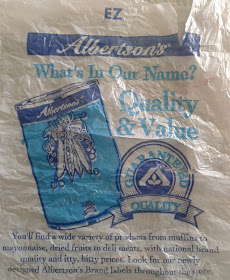 EZ
Albertson's
What's In Our Name?
Quality
& Value
Albertson's
GUARANTEED
QUALITY
You'll find a wide variety of products from muffins to
mayonnaise, dried fruits to deli meats, with national brand
quality and itty, bitty prices. Look for our newly
designed Albertson's Brand Labels throughout the store.